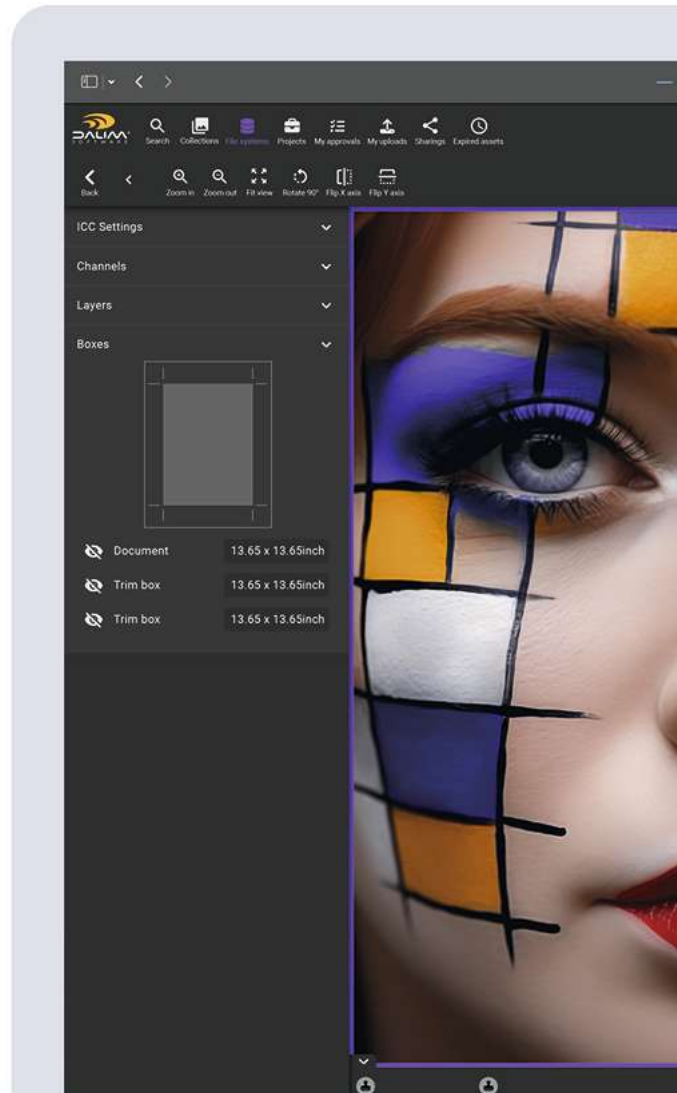 DALIM
SOFTWARE
Search Collections File systems Projects My approvals My uploads Sharings Expired assets
Back Zoom in Zoom out Fit view Rotate 90° Flip X axis Flip Y axis
ICC Settings
Channels
Layers
Boxes
Document 13.65 x 13.65inch
Trim box 13.65 x 13.65inch
Trim box 13.65 x 13.65inch